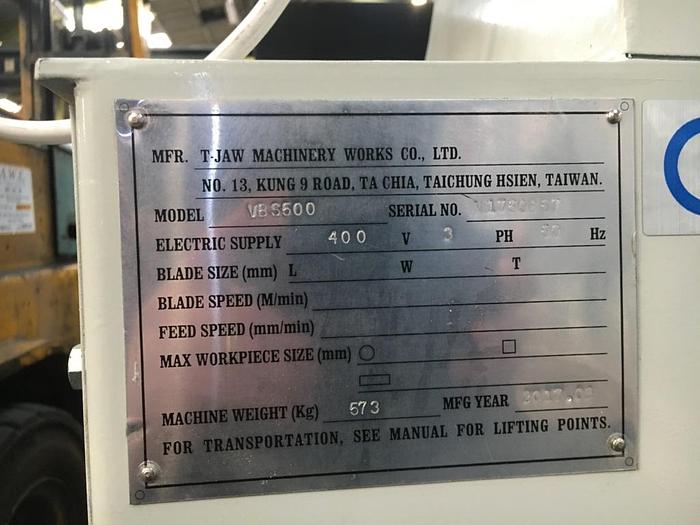 MFR. T-JAW MACHINERY WORKS CO., LTD.
NO. 13, KUNG 9 ROAD, TA CHIA, TAICHUNG HSIEN, TAIWAN.
MODEL VBS500 SERIAL NO.
ELECTRIC SUPPLY 400 V 3 PH 50 Hz
BLADE SIZE (mm) L W T
BLADE SPEED (M/min)
FEED SPEED (mm/min)
MAX WORKPIECE SIZE (mm)
MACHINE WEIGHT (Kg) 573 MFG YEAR
FOR TRANSPORTATION, SEE MANUAL FOR LIFTING POINTS.